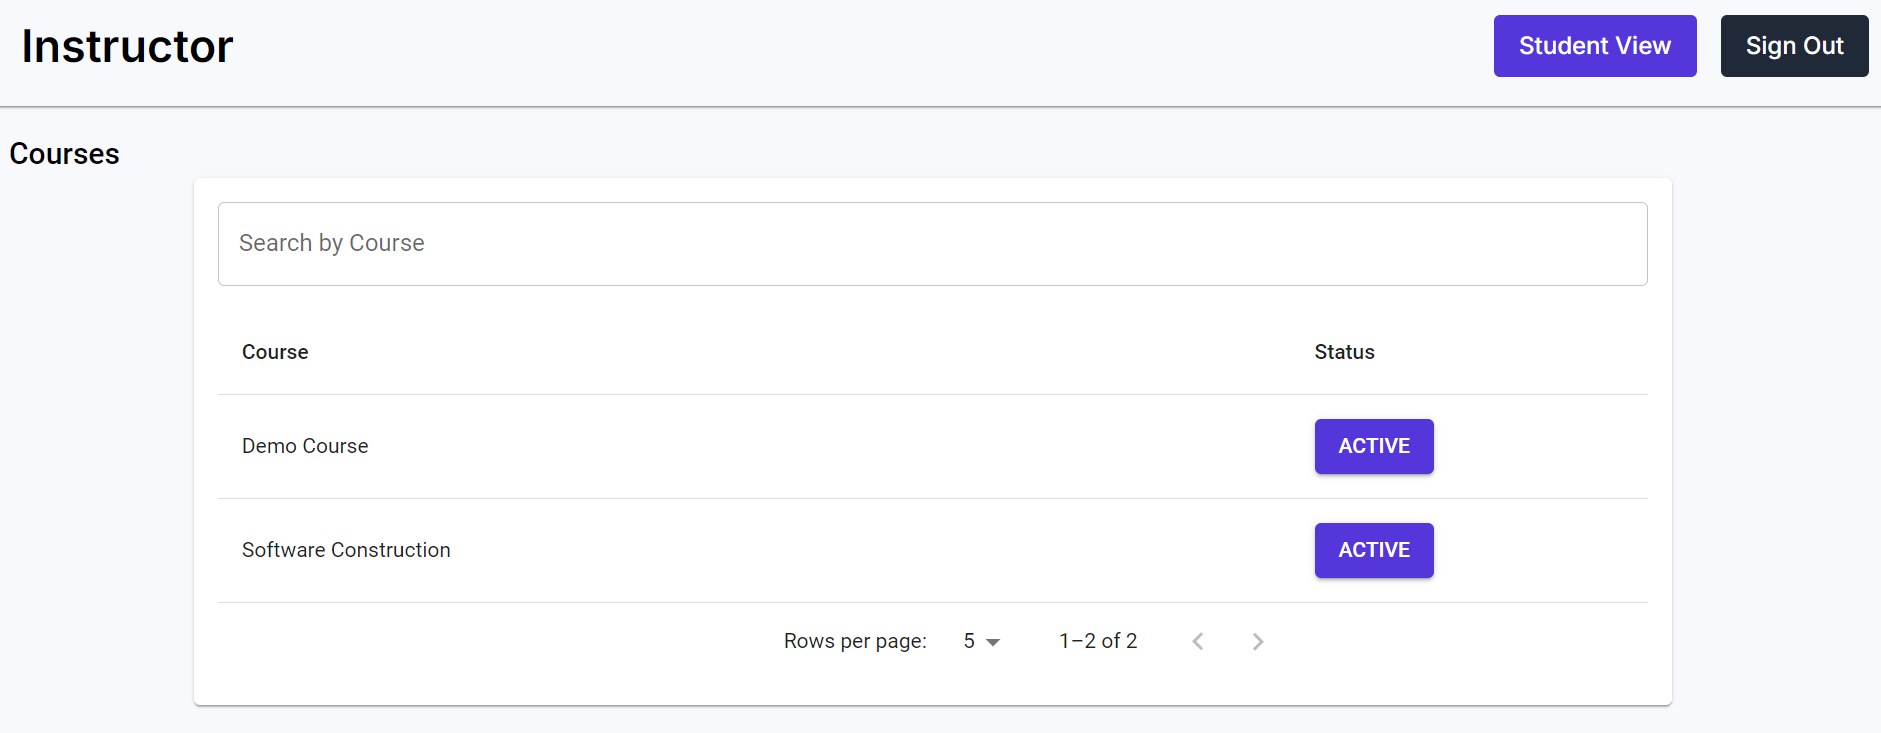 Instructor
Student View
Sign Out
Courses
Search by Course
Course Status
Demo Course ACTIVE
Software Construction ACTIVE
Rows per page: 5 1–2 of 2